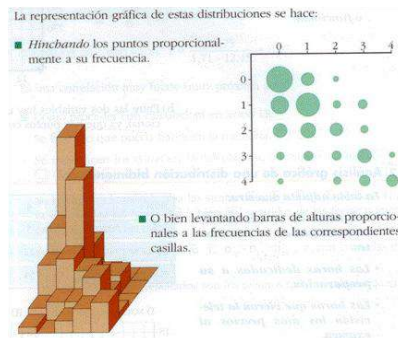 La representación gráfica de estas distribuciones se hace:
■ Hinchando los puntos proporcional-
mente a su frecuencia.
0 1 2 3 4
0
1
2
3
4
■ O bien levantando barras de alturas proporcio-
nales a las frecuencias de las correspondientes
casillas.